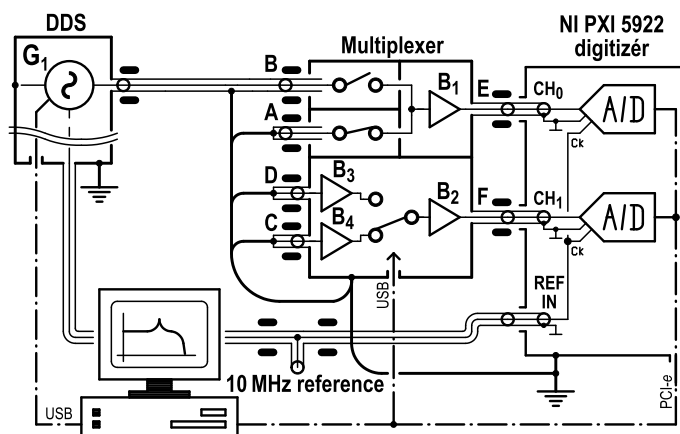 DDS
G1
Multiplexer
NI PXI 5922
digitizér
B
A
D
C
B1
B3
B4
B2
E
F
CH0
CH1
A/D
Ck
A/D
Ck
REF
IN
USB
10 MHz reference
USB
PCI-e